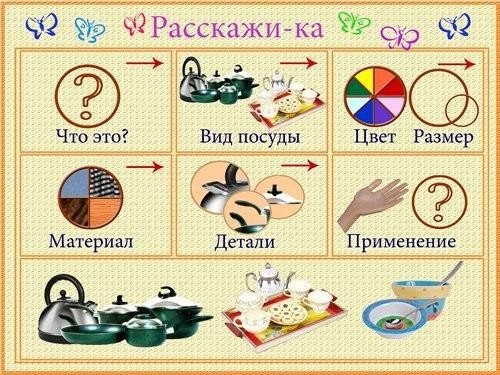 Расскажи-ка
?
Что это?
Вид посуды
Цвет Размер
Материал
Детали
?
Применение